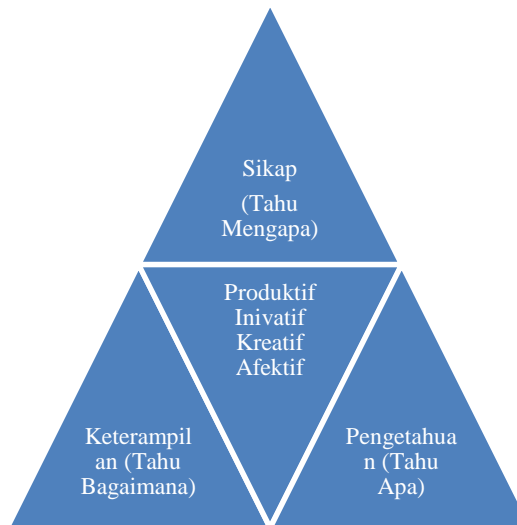 Sikap
(Tahu
Mengapa)
Produktif
Inivatif
Kreatif
Afektif
Keterampil
an (Tahu
Bagaimana)
Pengetahua
n (Tahu
Apa)